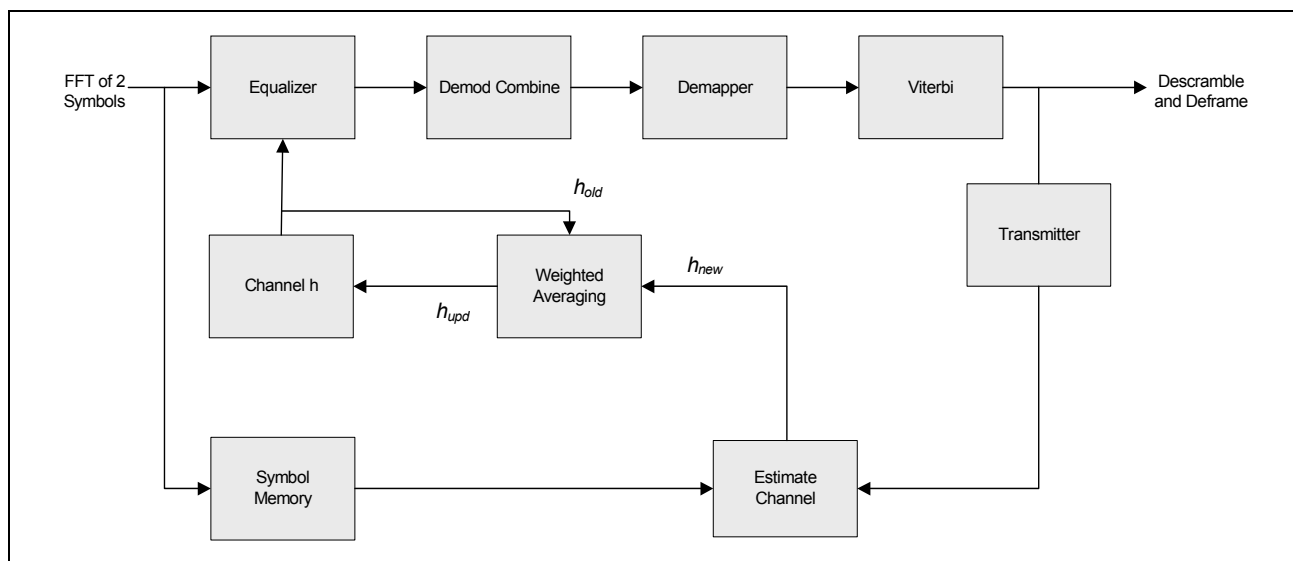 FFT of 2
Symbols
Equalizer
Demod Combine
Demapper
Viterbi
Descramble
and Deframe
h_old
Transmitter
Channel h
Weighted
Averaging
h_new
h_upd
Symbol
Memory
Estimate
Channel